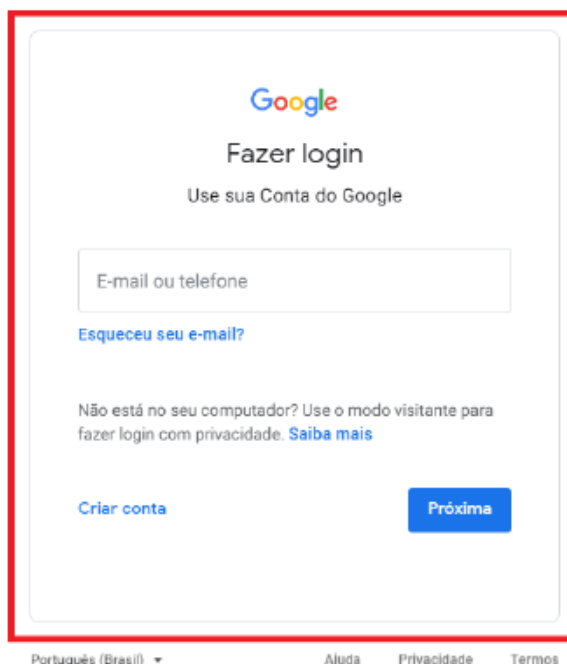 Google
Fazer login
Use sua Conta do Google
E-mail ou telefone
Esqueceu seu e-mail?
Não está no seu computador? Use o modo visitante para
fazer login com privacidade. Saiba mais
Criar conta
Próxima
Português (Brasil)
Ajuda
Privacidade
Termos